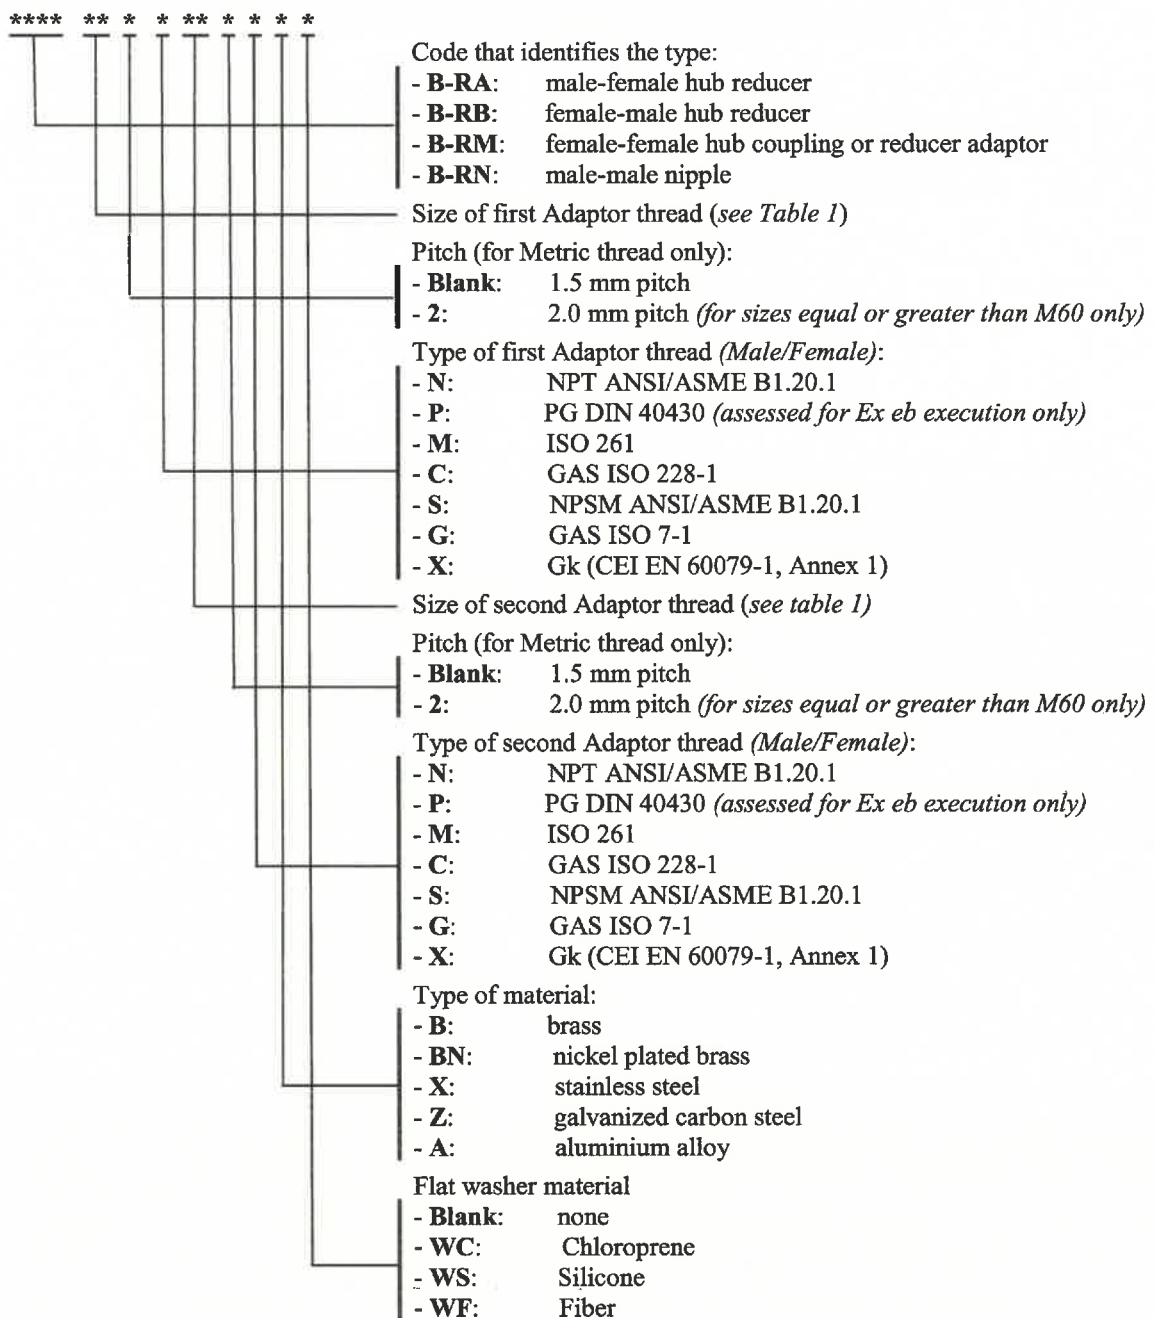 **** ** * * ** * * * *
Code that identifies the type:
- B-RA: male-female hub reducer
- B-RB: female-male hub reducer
- B-RM: female-female hub coupling or reducer adaptor
- B-RN: male-male nipple
Size of first Adaptor thread (see Table 1)
Pitch (for Metric thread only):
- Blank: 1.5 mm pitch
- 2: 2.0 mm pitch (for sizes equal or greater than M60 only)
Type of first Adaptor thread (Male/Female):
- N: NPT ANSI/ASME B1.20.1
- P: PG DIN 40430 (assessed for Ex eb execution only)
- M: ISO 261
- C: GAS ISO 228-1
- S: NPSM ANSI/ASME B1.20.1
- G: GAS ISO 7-1
- X: Gk (CEI EN 60079-1, Annex 1)
Size of second Adaptor thread (see table 1)
Pitch (for Metric thread only):
- Blank: 1.5 mm pitch
- 2: 2.0 mm pitch (for sizes equal or greater than M60 only)
Type of second Adaptor thread (Male/Female):
- N: NPT ANSI/ASME B1.20.1
- P: PG DIN 40430 (assessed for Ex eb execution only)
- M: ISO 261
- C: GAS ISO 228-1
- S: NPSM ANSI/ASME B1.20.1
- G: GAS ISO 7-1
- X: Gk (CEI EN 60079-1, Annex 1)
Type of material:
- B: brass
- BN: nickel plated brass
- X: stainless steel
- Z: galvanized carbon steel
- A: aluminium alloy
Flat washer material
- Blank: none
- WC: Chloroprene
- WS: Silicone
- WF: Fiber